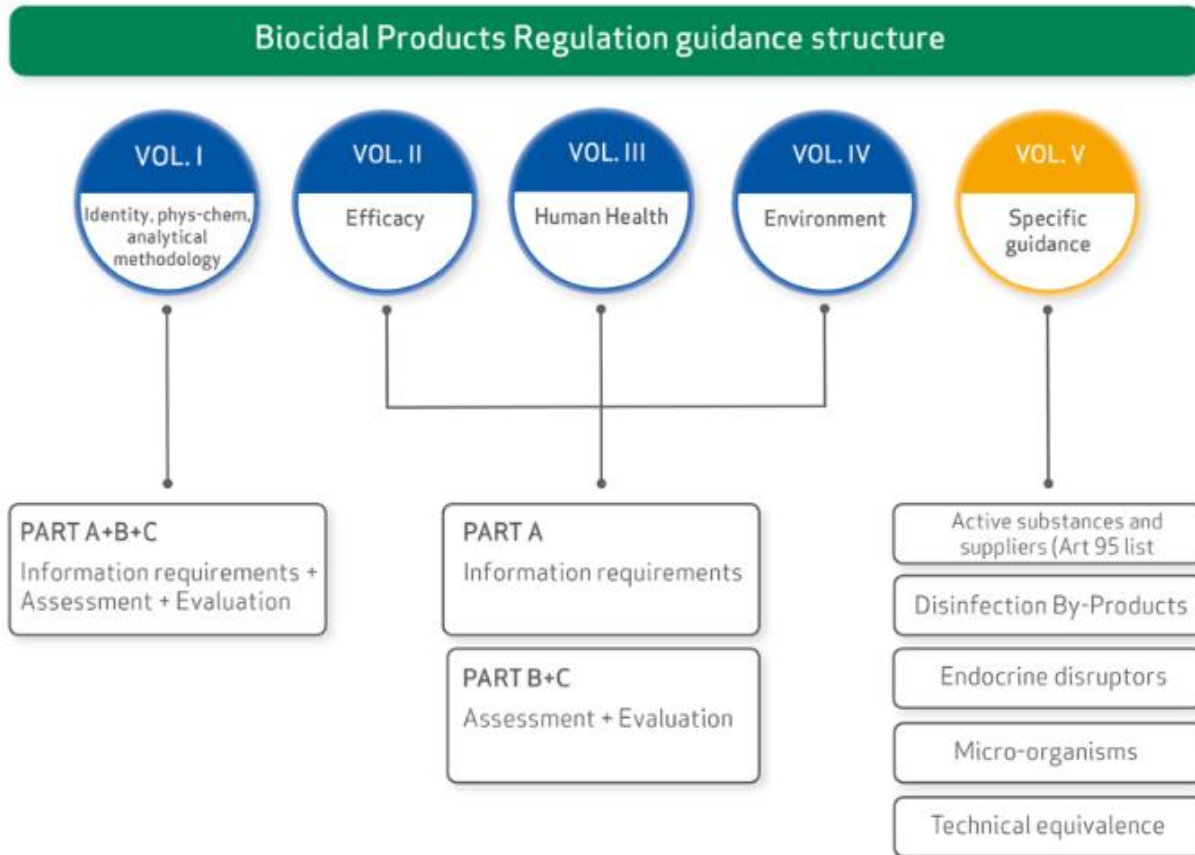 Biocidal Products Regulation guidance structure
VOL. I
Identity, phys-chem,
analytical
methodology
VOL. II
Efficacy
VOL. III
Human Health
VOL. IV
Environment
VOL. V
Specific
guidance
PART A+B+C
Information requirements +
Assessment + Evaluation
PART A
Information requirements
PART B+C
Assessment + Evaluation
Active substances and
suppliers (Art 95 list
Disinfection By-Products
Endocrine disruptors
Micro-organisms
Technical equivalence